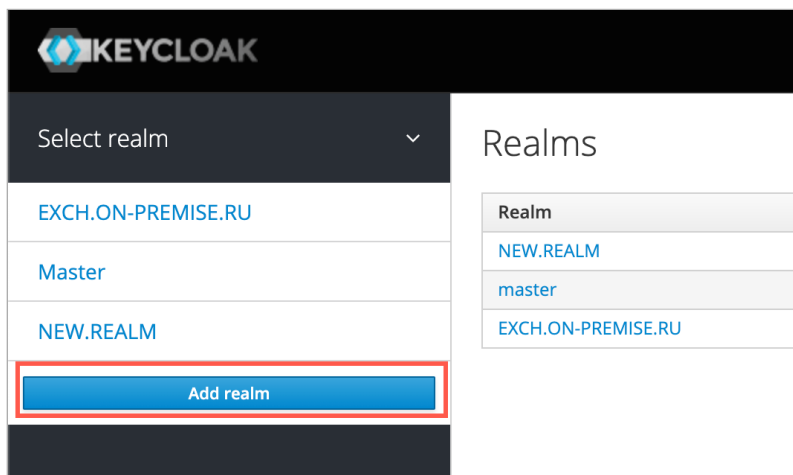 KEYCLOAK
Select realm
EXCH.ON-PREMISE.RU
Master
NEW.REALM
Add realm
Realms
Realm
NEW.REALM
master
EXCH.ON-PREMISE.RU